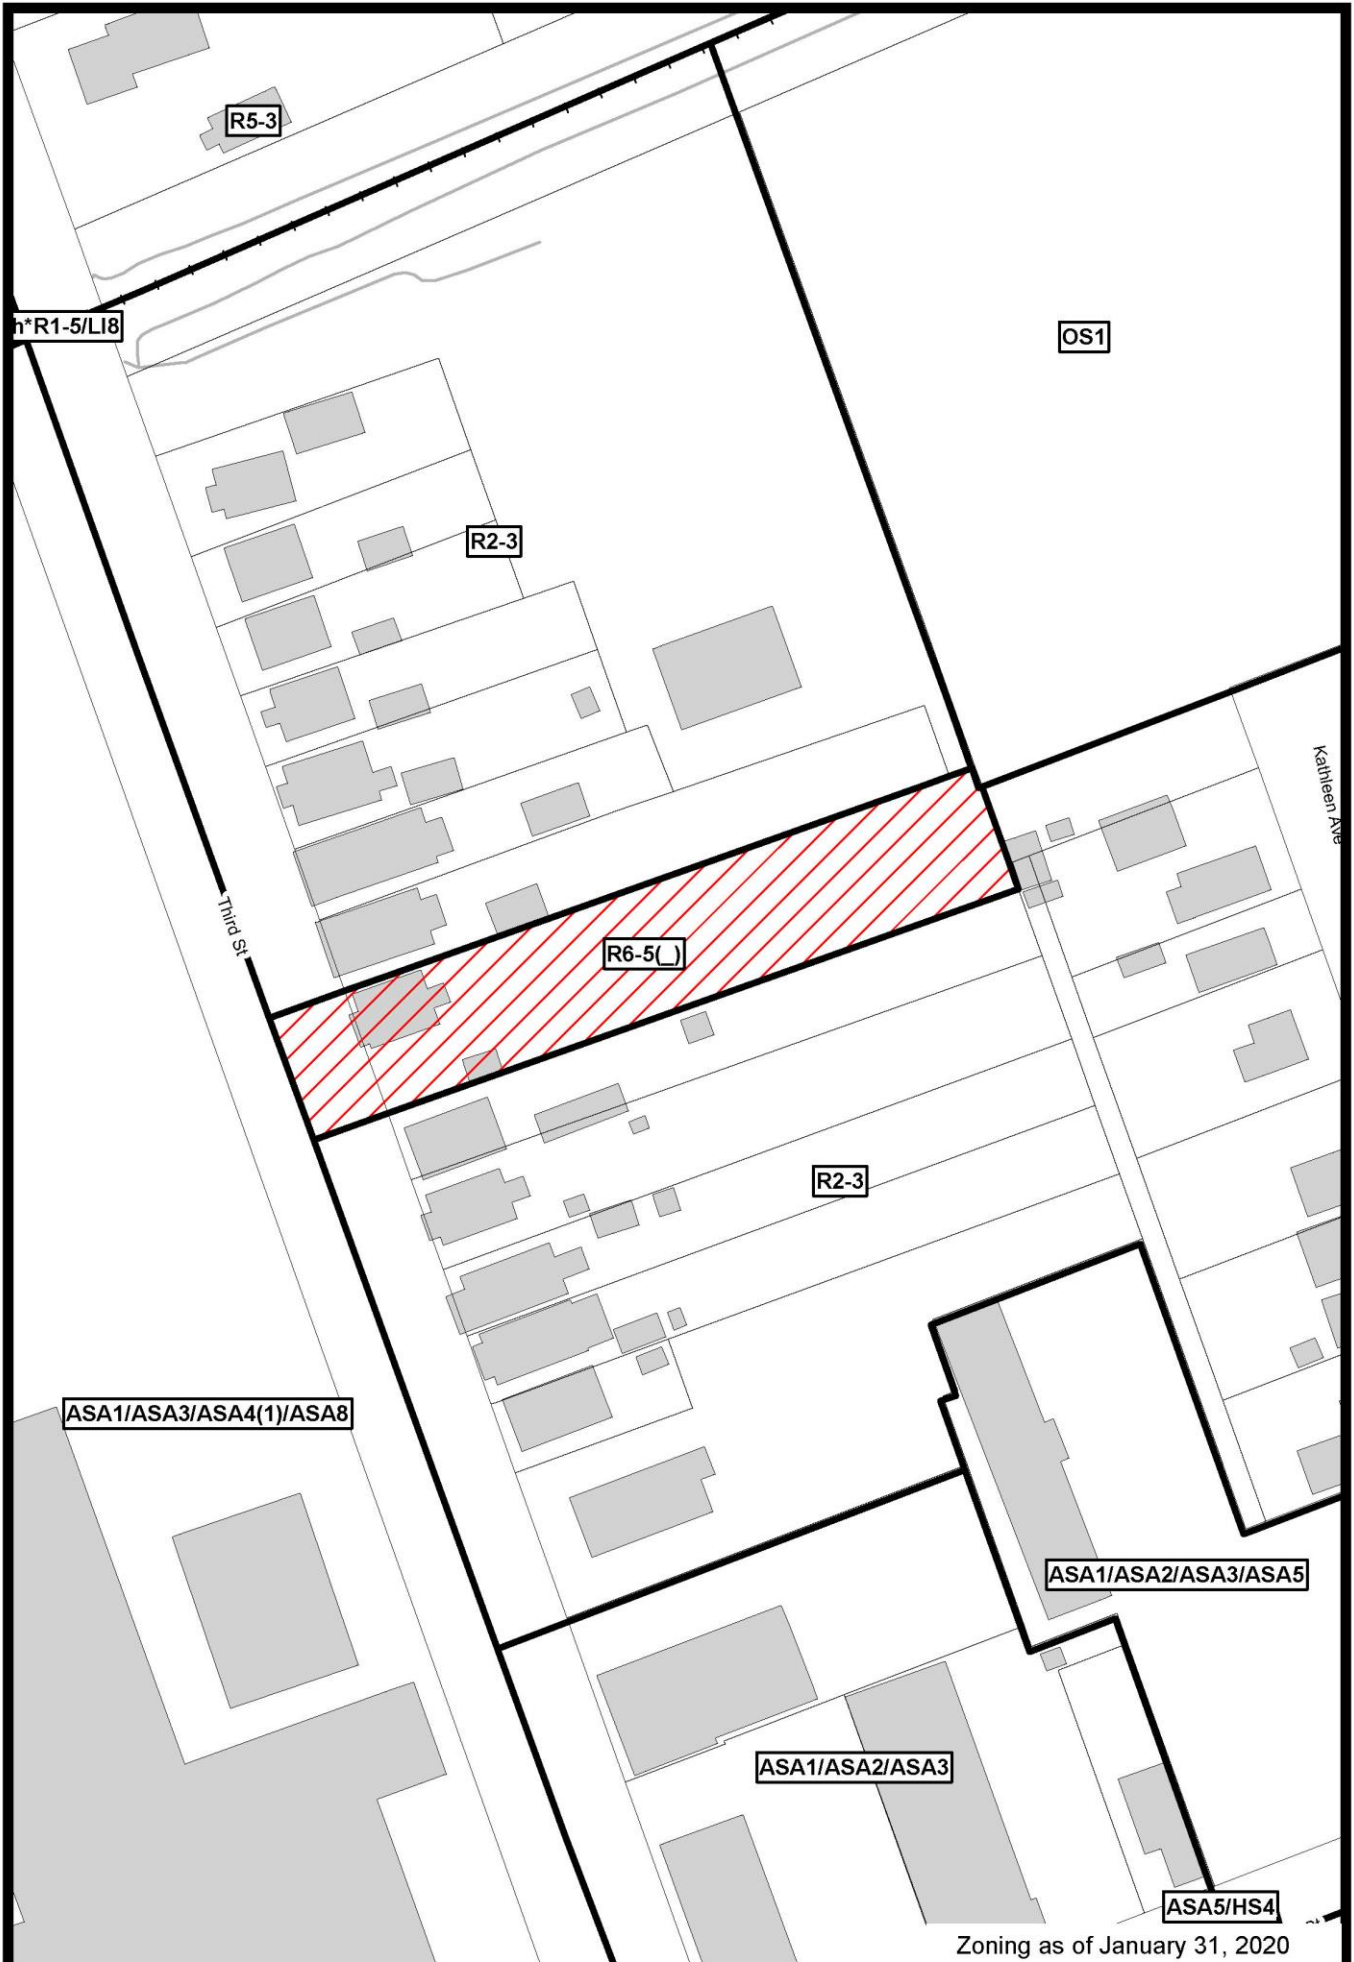 R5-3
h*R1-5/LI8
OS1
R2-3
Kathleen Ave
Third St
R6-5(_)
R2-3
ASA1/ASA3/ASA4(1)/ASA8
ASA1/ASA2/ASA3/ASA5
ASA1/ASA2/ASA3
ASA5/HS4
Zoning as of January 31, 2020